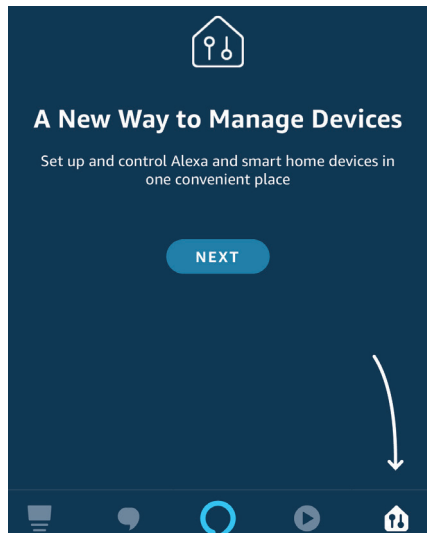 A New Way to Manage Devices
Set up and control Alexa and smart home devices in
one convenient place
NEXT